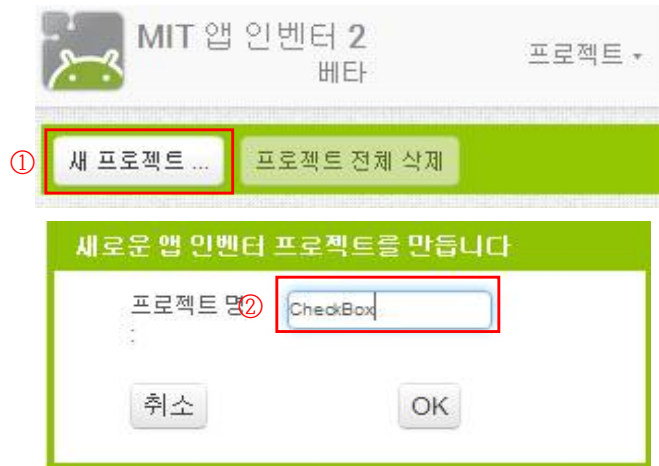 MIT 앱 인벤터 2
베타
프로젝트
① 새 프로젝트 ... 프로젝트 전체 삭제
새로운 앱 인벤터 프로젝트를 만듭니다
프로젝트 명 ② CheckBox
:
취소 OK